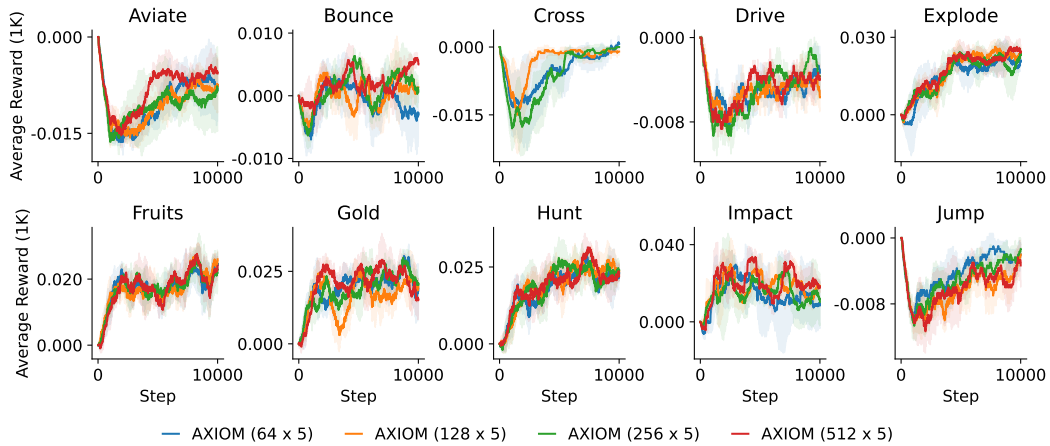 Aviate Bounce Cross Drive Explode
Average Reward (1K)
0.000 0.010 0.000 0.000 0.030
-0.015 0.000 -0.015 -0.008 0.000
-0.010
0 10000 0 10000 0 10000 0 10000 0 10000
Fruits Gold Hunt Impact Jump
Average Reward (1K)
0.020 0.025 0.025 0.040 0.000
0.000 0.000 0.000 0.000 -0.008
0 10000 0 10000 0 10000 0 10000 0 10000
Step Step Step Step Step
AXIOM (64 x 5) AXIOM (128 x 5) AXIOM (256 x 5) AXIOM (512 x 5)